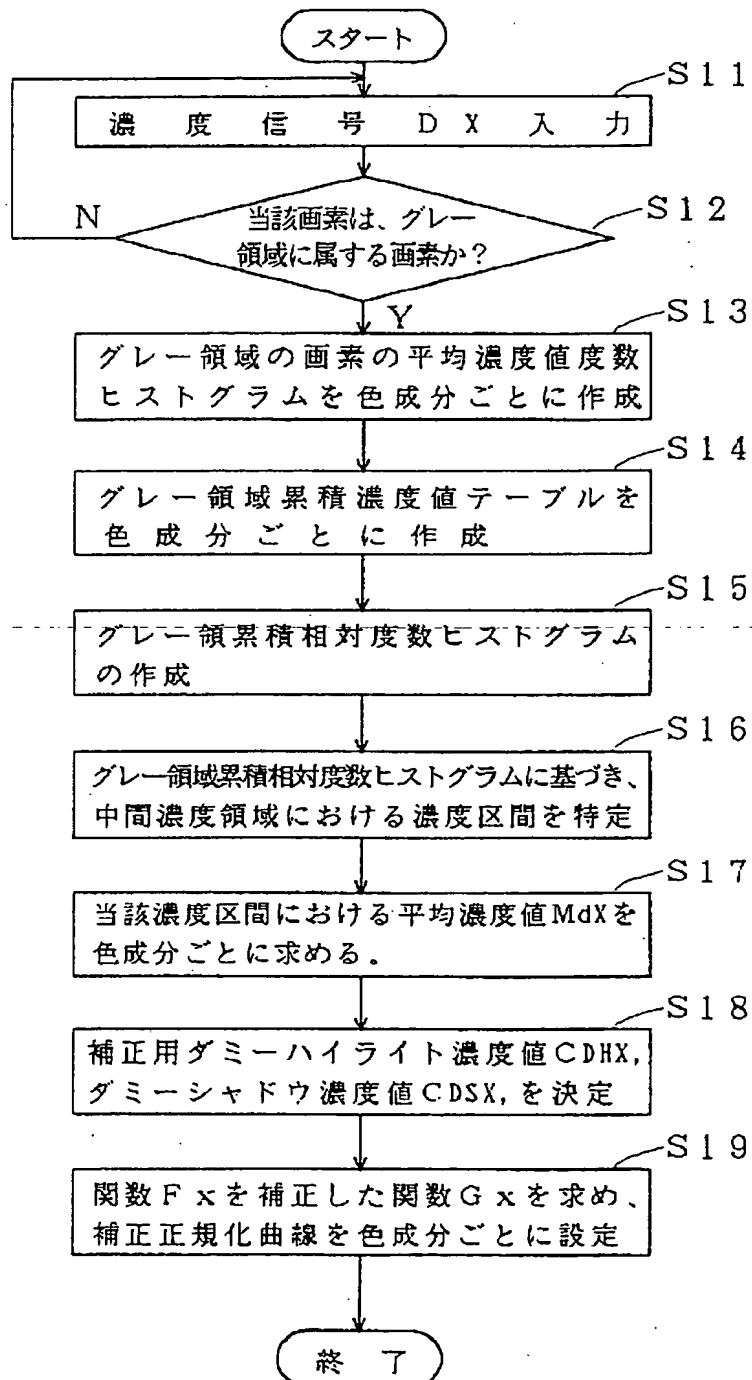 スタート
S11
濃度信号DX入力
S12
当該画素は、グレー
領域に属する画素か?
N
Y
S13
グレー領域の画素の平均濃度値度数
ヒストグラムを色成分ごとに作成
S14
グレー領域累積濃度値テーブルを
色成分ごとに作成
S15
グレー領累積相対度数ヒストグラム
の作成
S16
グレー領域累積相対度数ヒストグラムに基づき、
中間濃度領域における濃度区間を特定
S17
当該濃度区間における平均濃度値MdXを
色成分ごとに求める。
S18
補正用ダミーハイライト濃度値CDHX,
ダミーシャドウ濃度値CDSX,を決定
S19
関数Fxを補正した関数Gxを求め、
補正正規化曲線を色成分ごとに設定
終了